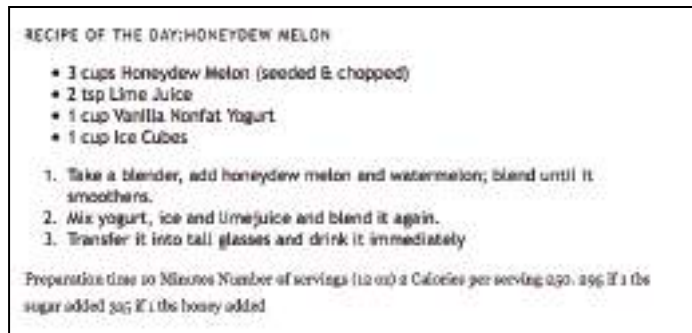 RECIPE OF THE DAY:HONEYDEW MELON
• 3 cups Honeydew Melon (seeded & chopped)
• 2 tsp Lime Juice
• 1 cup Vanilla Nonfat Yogurt
• 1 cup Ice Cubes
1. Take a blender, add honeydew melon and watermelon; blend until it
smoothens.
2. Mix yogurt, ice and limejuice and blend it again.
3. Transfer it into tall glasses and drink it immediately
Preparation time 10 Minutes Number of servings (12 oz) 2 Calories per serving 250. 295 if 1 tbs
sugar added 315 if 1 tbs honey added